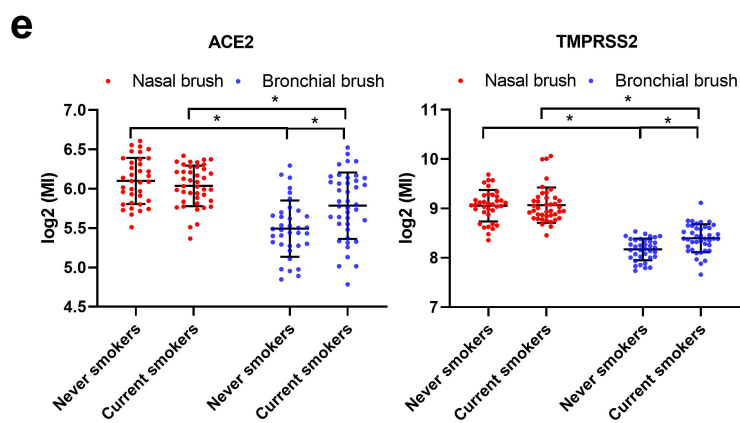 e
ACE2
Nasal brush Bronchial brush
log2 (MI)
7.0
6.5
6.0
5.5
5.0
4.5
*
*
*
Never smokers
Current smokers
Never smokers
Current smokers
TMPRSS2
Nasal brush Bronchial brush
log2 (MI)
11
10
9
8
7
*
*
*
Never smokers
Current smokers
Never smokers
Current smokers